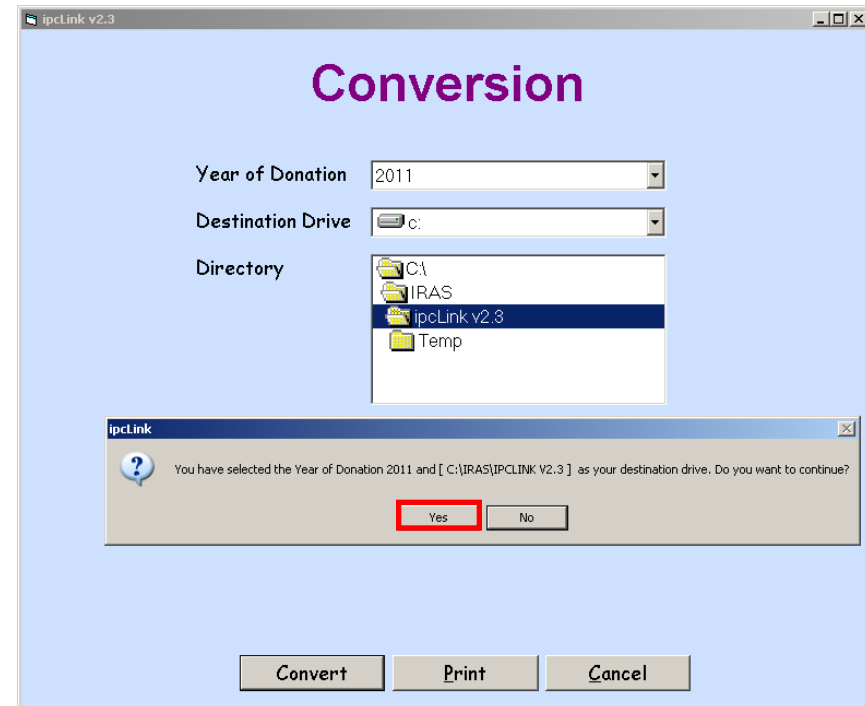 ipcLink v2.3
Conversion
Year of Donation 2011
Destination Drive c:
Directory
C:\
IRAS
ipcLink v2.3
Temp
ipcLink
You have selected the Year of Donation 2011 and [ C:\IRAS\IPCLINK V2.3 ] as your destination drive. Do you want to continue?
Yes No
Convert Print Cancel